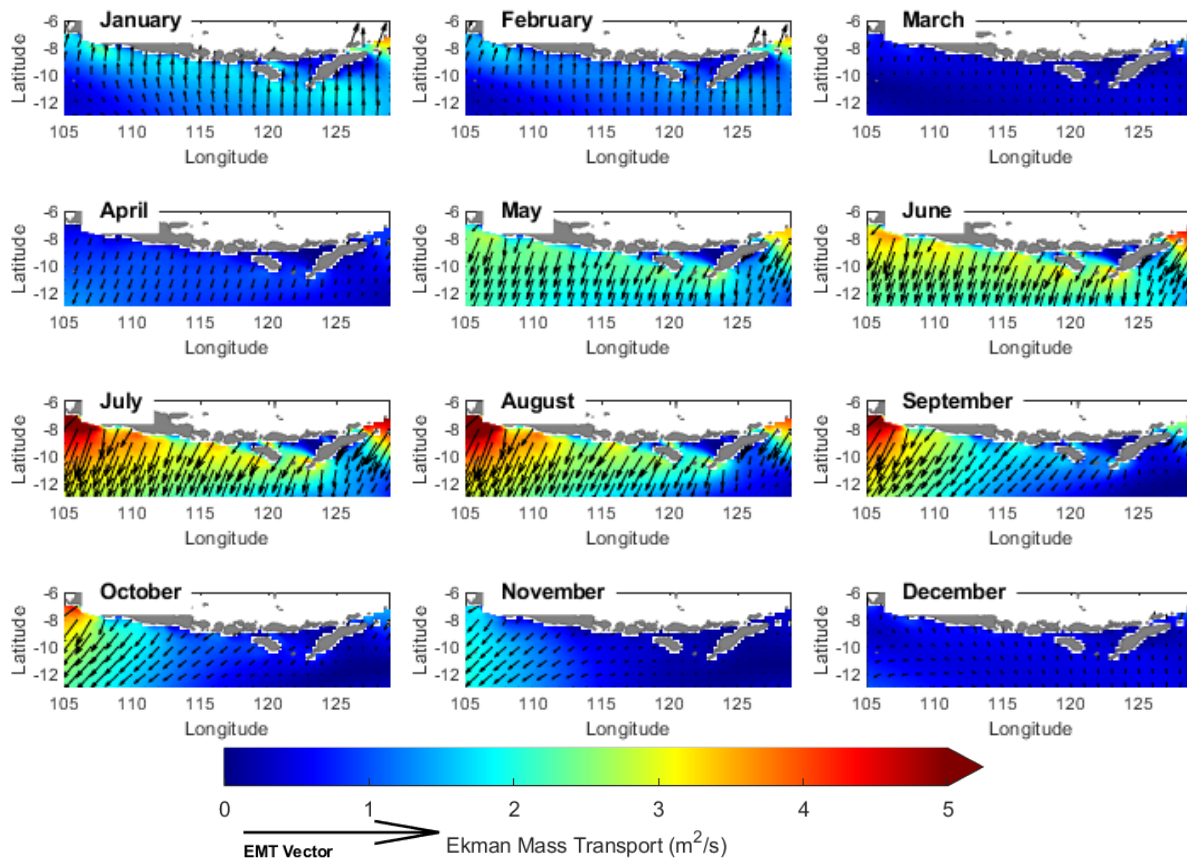 January
February
March
Latitude
-6
-8
-10
-12
105 110 115 120 125
Longitude
Latitude
-6
-8
-10
-12
105 110 115 120 125
Longitude
Latitude
-6
-8
-10
-12
105 110 115 120 125
Longitude
April
May
June
Latitude
-6
-8
-10
-12
105 110 115 120 125
Longitude
Latitude
-6
-8
-10
-12
105 110 115 120 125
Longitude
Latitude
-6
-8
-10
-12
105 110 115 120 125
Longitude
July
August
September
Latitude
-6
-8
-10
-12
105 110 115 120 125
Longitude
Latitude
-6
-8
-10
-12
105 110 115 120 125
Longitude
Latitude
-6
-8
-10
-12
105 110 115 120 125
Longitude
October
November
December
Latitude
-6
-8
-10
-12
105 110 115 120 125
Longitude
Latitude
-6
-8
-10
-12
105 110 115 120 125
Longitude
Latitude
-6
-8
-10
-12
105 110 115 120 125
Longitude
0 1 2 3 4 5
EMT Vector
Ekman Mass Transport (m²/s)